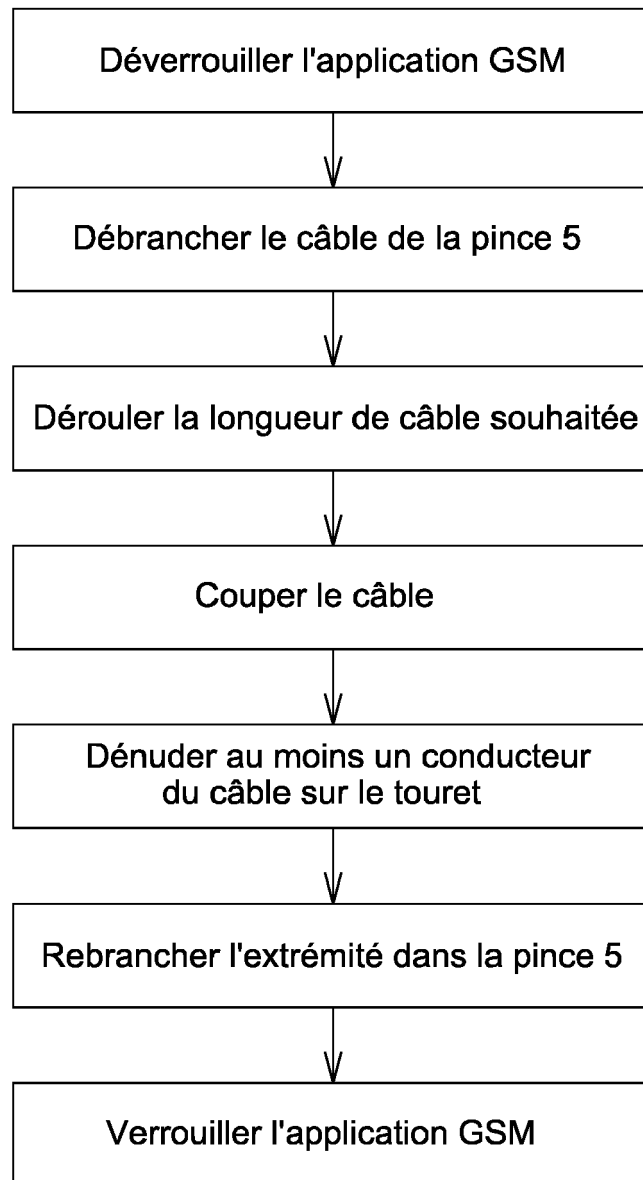 Déverrouiller l'application GSM
Débrancher le câble de la pince 5
Dérouler la longueur de câble souhaitée
Couper le câble
Dénuder au moins un conducteur
du câble sur le touret
Rebrancher l'extrémité dans la pince 5
Verrouiller l'application GSM